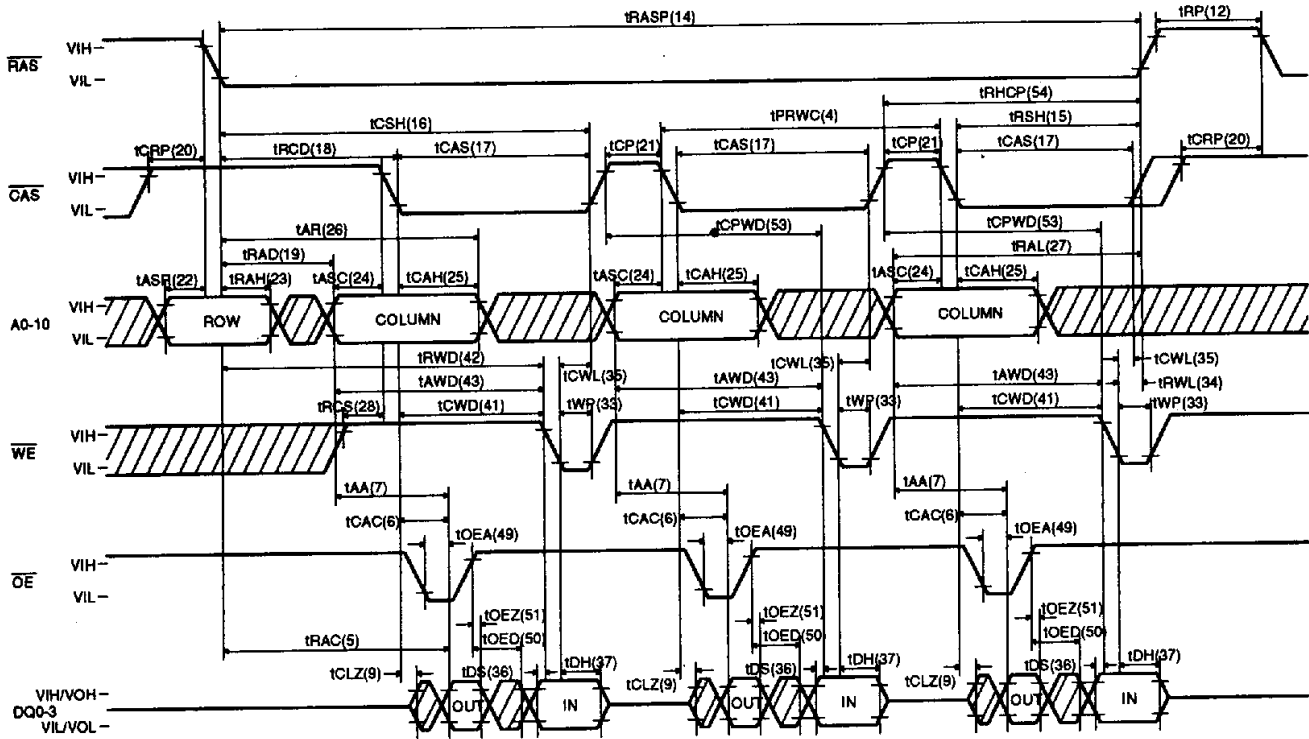 tRASP(14) tRP(12)
RAS VIH
VIL
tRHCP(54)
tCSH(16) tPRWC(4) tRSH(15)
tCRP(20) tRCD(18) tCAS(17) tCP(21) tCAS(17) tCP(21) tCAS(17) tCRP(20)
CAS VIH
VIL
tAR(26) tCPWD(53) tCPWD(53)
tRAD(19) tRAL(27)
tASR(22) tRAH(23) tASC(24) tCAH(25) tASC(24) tCAH(25) tASC(24) tCAH(25)
A0-10 VIH
VIL
ROW COLUMN COLUMN COLUMN
tRWD(42) tCWL(35) tCWL(35) tCWL(35)
tAWD(43) tAWD(43) tAWD(43) tRWL(34)
tRCS(28) tCWD(41) tWP(33) tCWD(41) tWP(33) tCWD(41) tWP(33)
WE VIH
VIL
tAA(7) tAA(7) tAA(7)
tCAC(6) tOEA(49) tCAC(6) tOEA(49) tCAC(6) tOEA(49)
OE VIH
VIL
tOEZ(51) tOEZ(51) tOEZ(51)
tRAC(5) tOED(50) tOED(50) tOED(50)
tCLZ(9) tDS(36) tDH(37) tCLZ(9) tDS(36) tDH(37) tCLZ(9) tDS(36) tDH(37)
VIH/VOH
DQ0-3
VIL/VOL
OUT IN OUT IN OUT IN